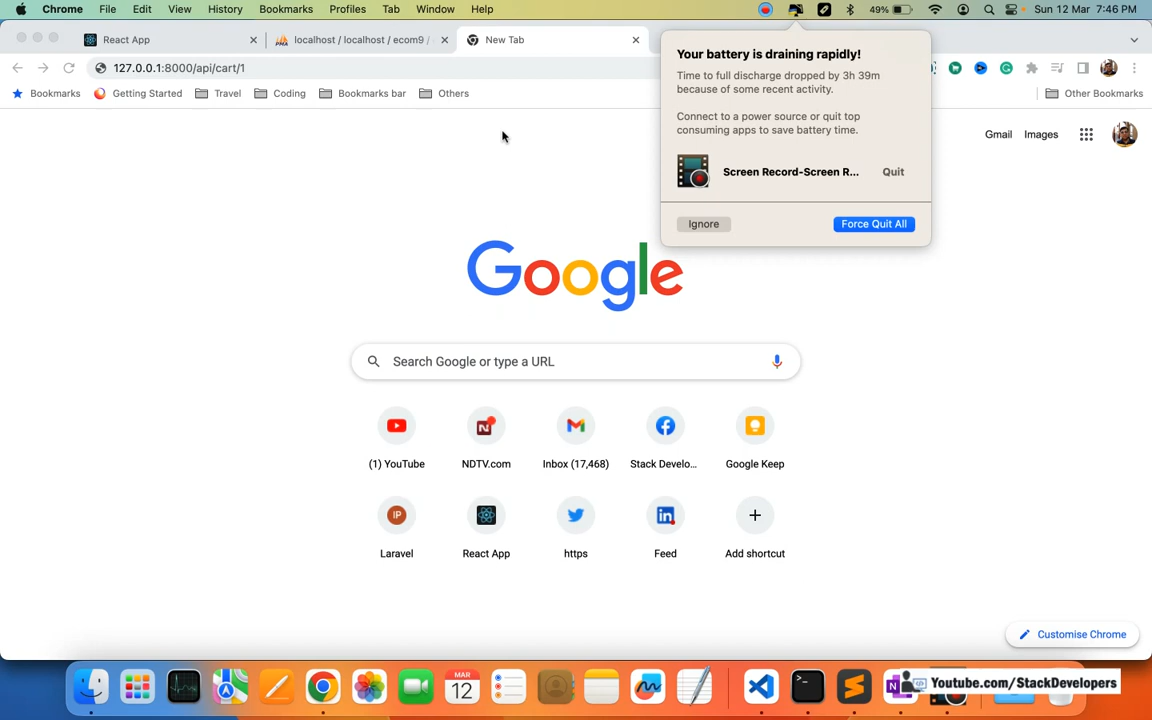 Chrome File Edit View History Bookmarks Profiles Tab Window Help 49% Sun 12 Mar 7:46 PM
React App localhost / localhost / ecom9 / New Tab
127.0.0.1:8000/api/cart/1
Bookmarks Getting Started Travel Coding Bookmarks bar Others Other Bookmarks
Your battery is draining rapidly!
Time to full discharge dropped by 3h 39m
because of some recent activity.
Connect to a power source or quit top
consuming apps to save battery time.
Screen Record-Screen R... Quit
Ignore Force Quit All
Gmail Images
Google
Search Google or type a URL
(1) YouTube NDTV.com Inbox (17,468) Stack Develo... Google Keep
IP
Laravel React App https Feed Add shortcut
Customise Chrome
MAR
12
Youtube.com/StackDevelopers